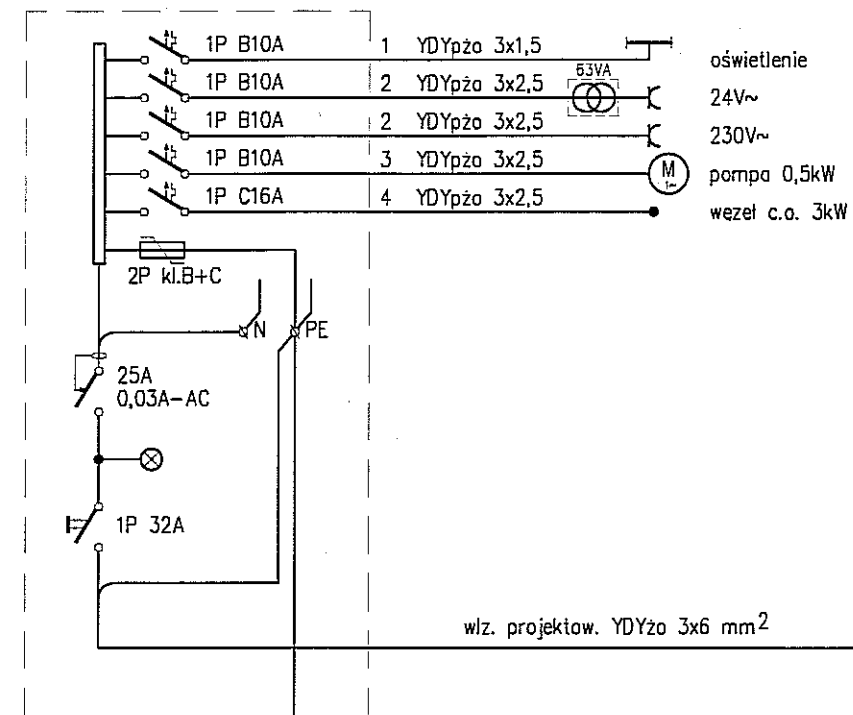 1P B10A 1 YDYpżo 3x1,5 oświetlenie
1P B10A 2 YDYpżo 3x2,5 63VA 24V~
1P B10A 2 YDYpżo 3x2,5 230V~
1P B10A 3 YDYpżo 3x2,5 M 1~ pompa 0,5kW
1P C16A 4 YDYpżo 3x2,5 węzeł c.o. 3kW
2P kl.B+C
N PE
25A
0,03A-AC
1P 32A
wlz. projektow. YDYżo 3x6 mm2